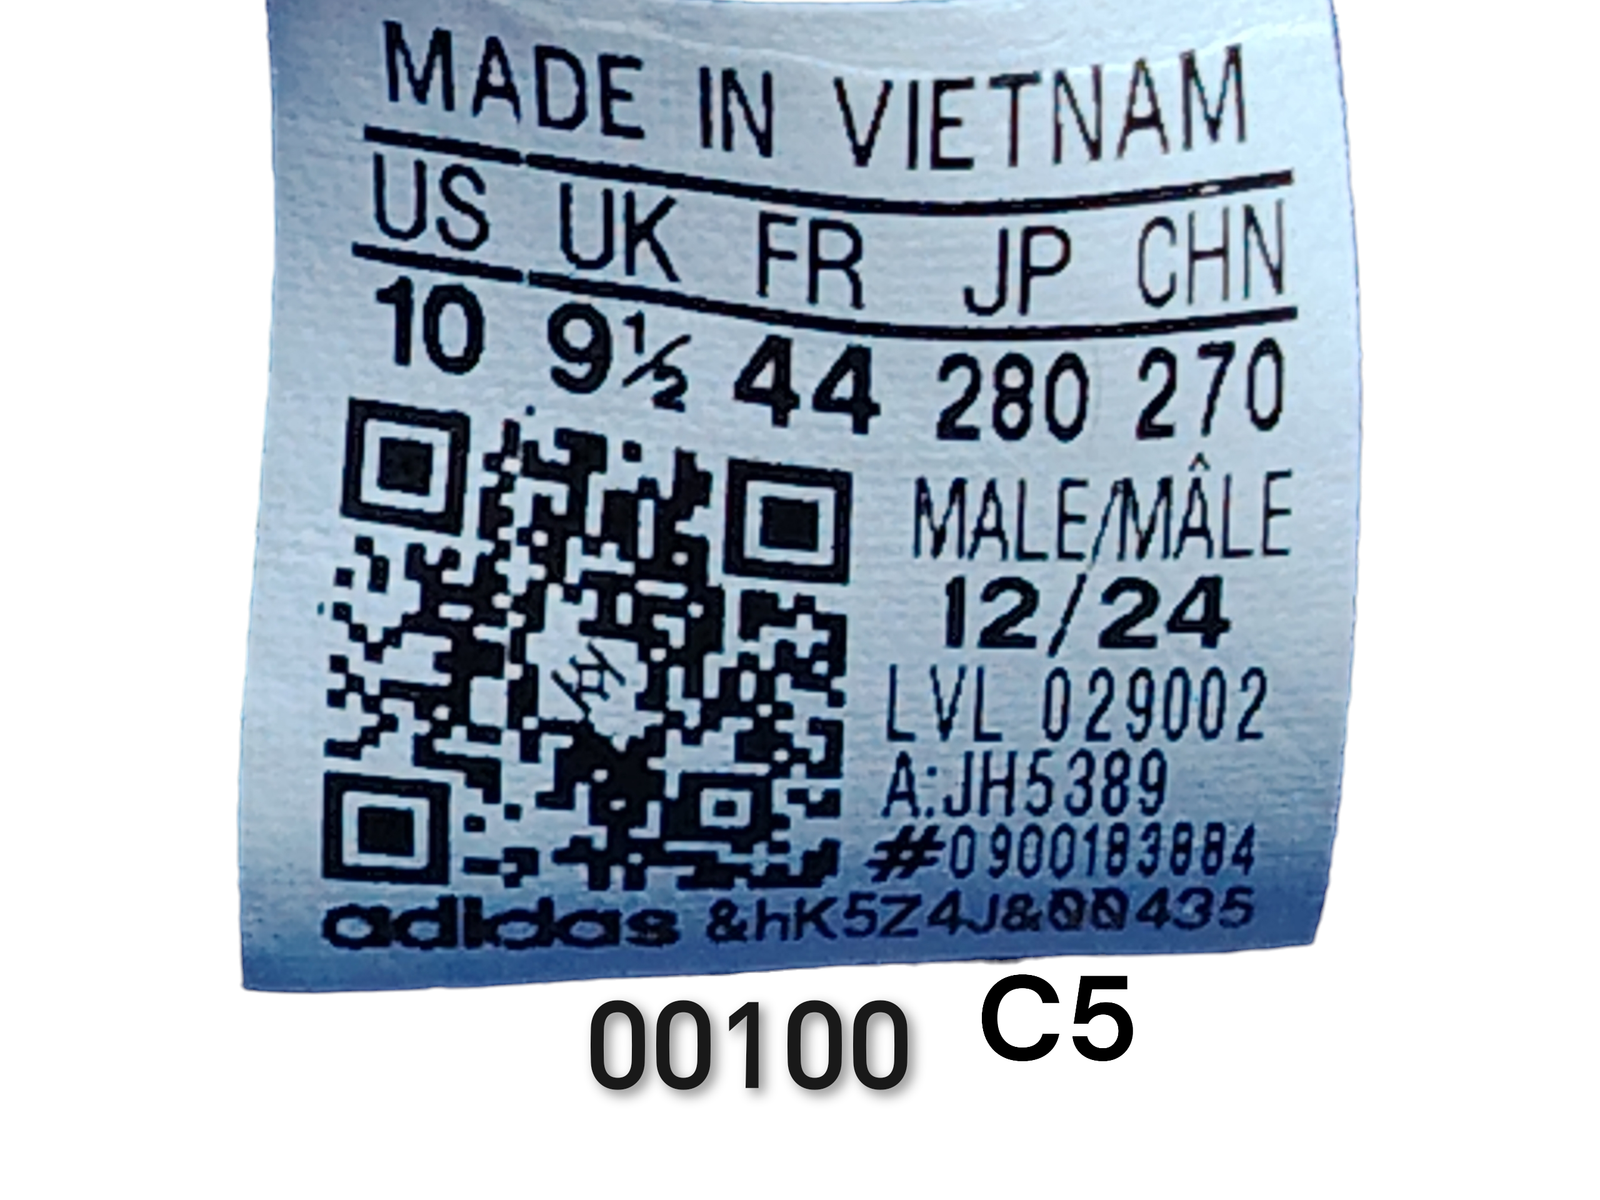 MADE IN VIETNAM
US UK FR JP CHN
10 9½ 44 280 270
MALE/MÂLE
12/24
LVL 029002
A:JH5389
#0900183884
adidas &hK5Z4J&00435
00100 C5